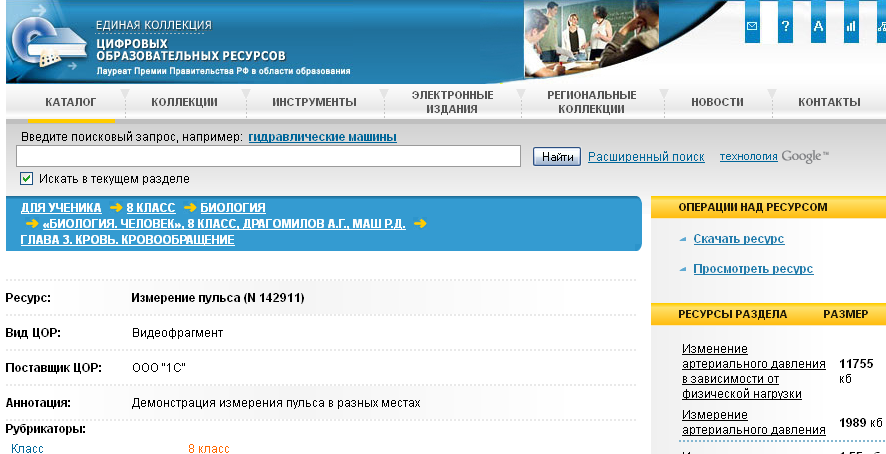 ЕДИНАЯ КОЛЛЕКЦИЯ
ЦИФРОВЫХ
ОБРАЗОВАТЕЛЬНЫХ РЕСУРСОВ
Лауреат Премии Правительства РФ в области образования
КАТАЛОГ
КОЛЛЕКЦИИ
ИНСТРУМЕНТЫ
ЭЛЕКТРОННЫЕ
ИЗДАНИЯ
РЕГИОНАЛЬНЫЕ
КОЛЛЕКЦИИ
НОВОСТИ
КОНТАКТЫ
Введите поисковый запрос, например: гидравлические машины
Найти Расширенный поиск технология Google™
Искать в текущем разделе
ДЛЯ УЧЕНИКА 8 КЛАСС БИОЛОГИЯ
«БИОЛОГИЯ. ЧЕЛОВЕК», 8 КЛАСС, ДРАГОМИЛОВ А.Г., МАШ Р.Д.
ГЛАВА 3. КРОВЬ. КРОВООБРАЩЕНИЕ
Ресурс: Измерение пульса (N 142911)
Вид ЦОР: Видеофрагмент
Поставщик ЦОР: ООО "1С"
Аннотация: Демонстрация измерения пульса в разных местах
Рубрикаторы:
Класс 8 класс
ОПЕРАЦИИ НАД РЕСУРСОМ
Скачать ресурс
Просмотреть ресурс
РЕСУРСЫ РАЗДЕЛА РАЗМЕР
Изменение
артериального давления 11755
в зависимости от кб
физической нагрузки
Измерение
артериального давления 1989 кб